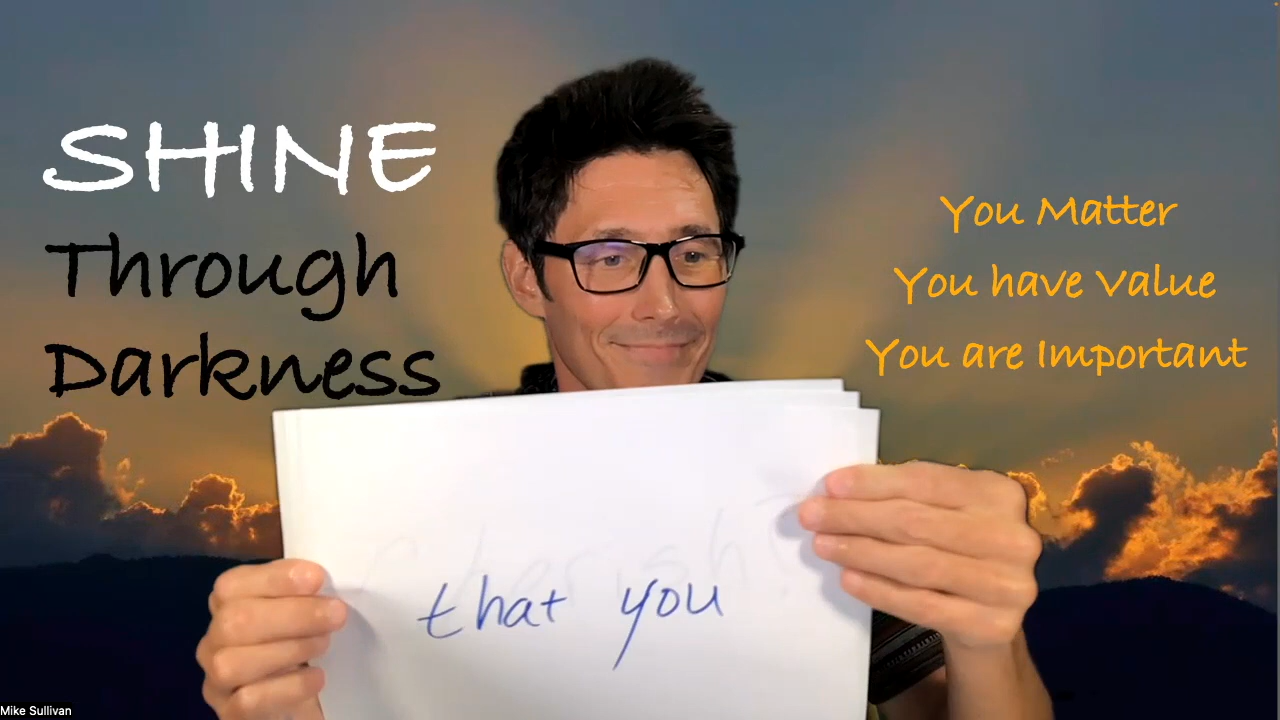 SHINE
Through
Darkness
You Matter
You have Value
You are Important
that you
Mike Sullivan